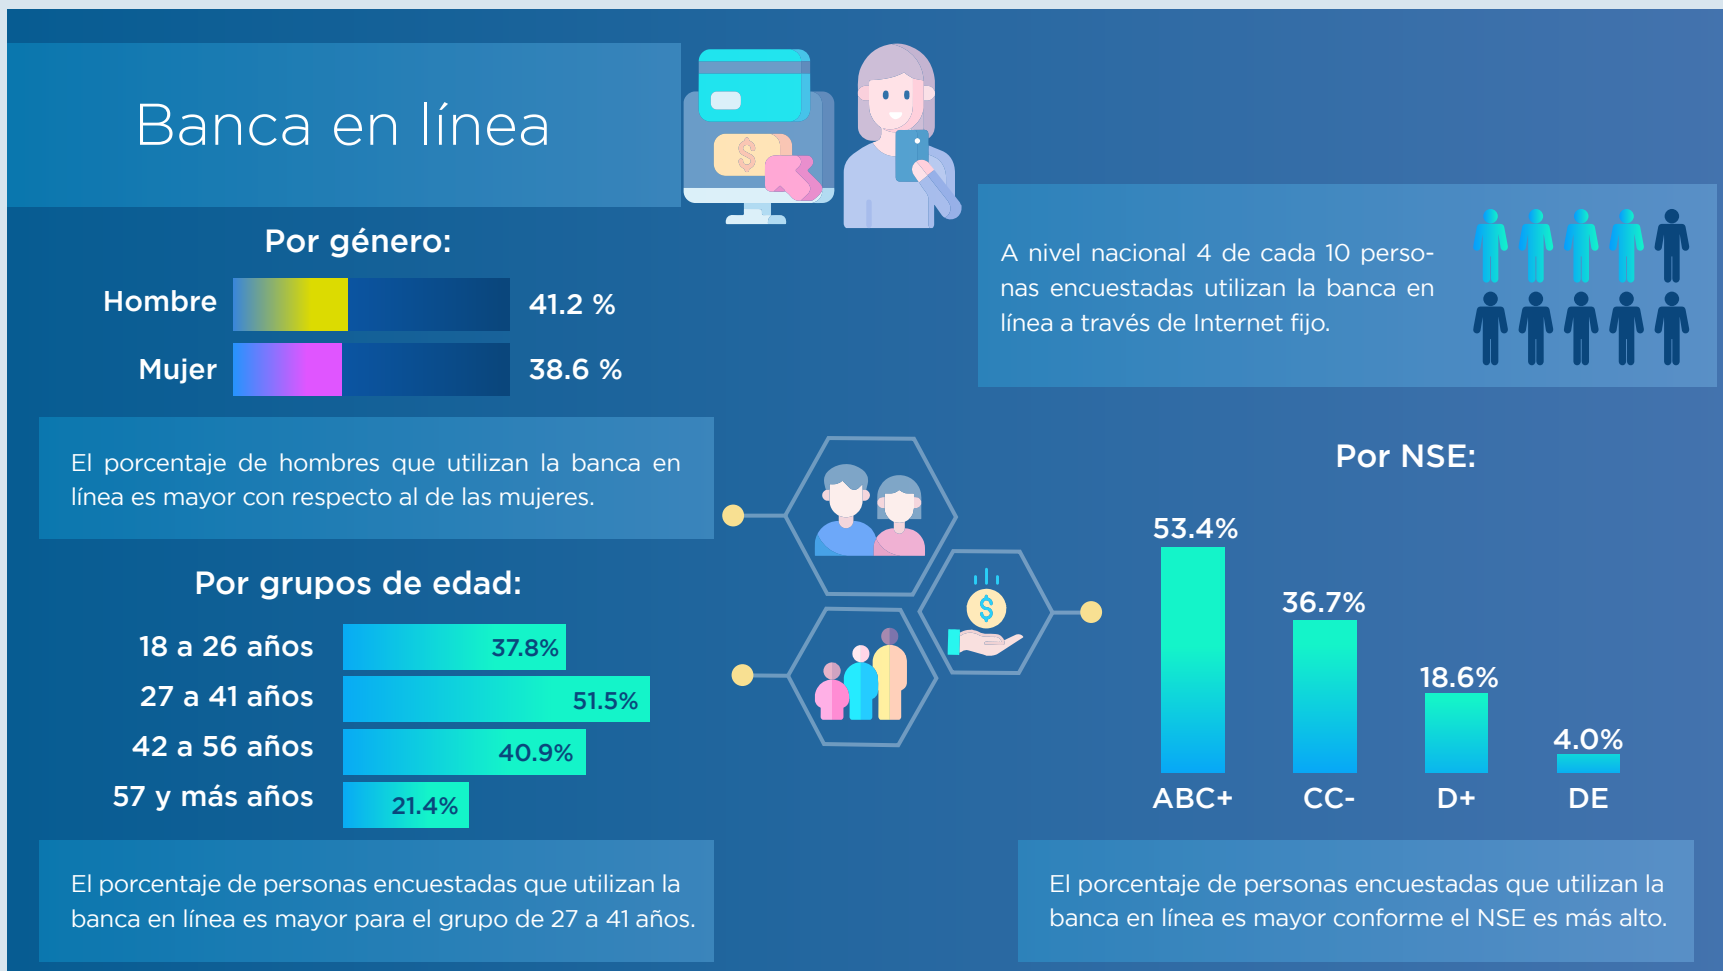 Banca en línea
Por género:
Hombre 41.2 %
Mujer 38.6 %
El porcentaje de hombres que utilizan la banca en
línea es mayor con respecto al de las mujeres.
Por grupos de edad:
18 a 26 años 37.8%
27 a 41 años 51.5%
42 a 56 años 40.9%
57 y más años 21.4%
El porcentaje de personas encuestadas que utilizan la
banca en línea es mayor para el grupo de 27 a 41 años.
$
$
A nivel nacional 4 de cada 10 perso-
nas encuestadas utilizan la banca en
línea a través de Internet fijo.
Por NSE:
53.4%
36.7%
18.6%
4.0%
ABC+ CC- D+ DE
El porcentaje de personas encuestadas que utilizan la
banca en línea es mayor conforme el NSE es más alto.